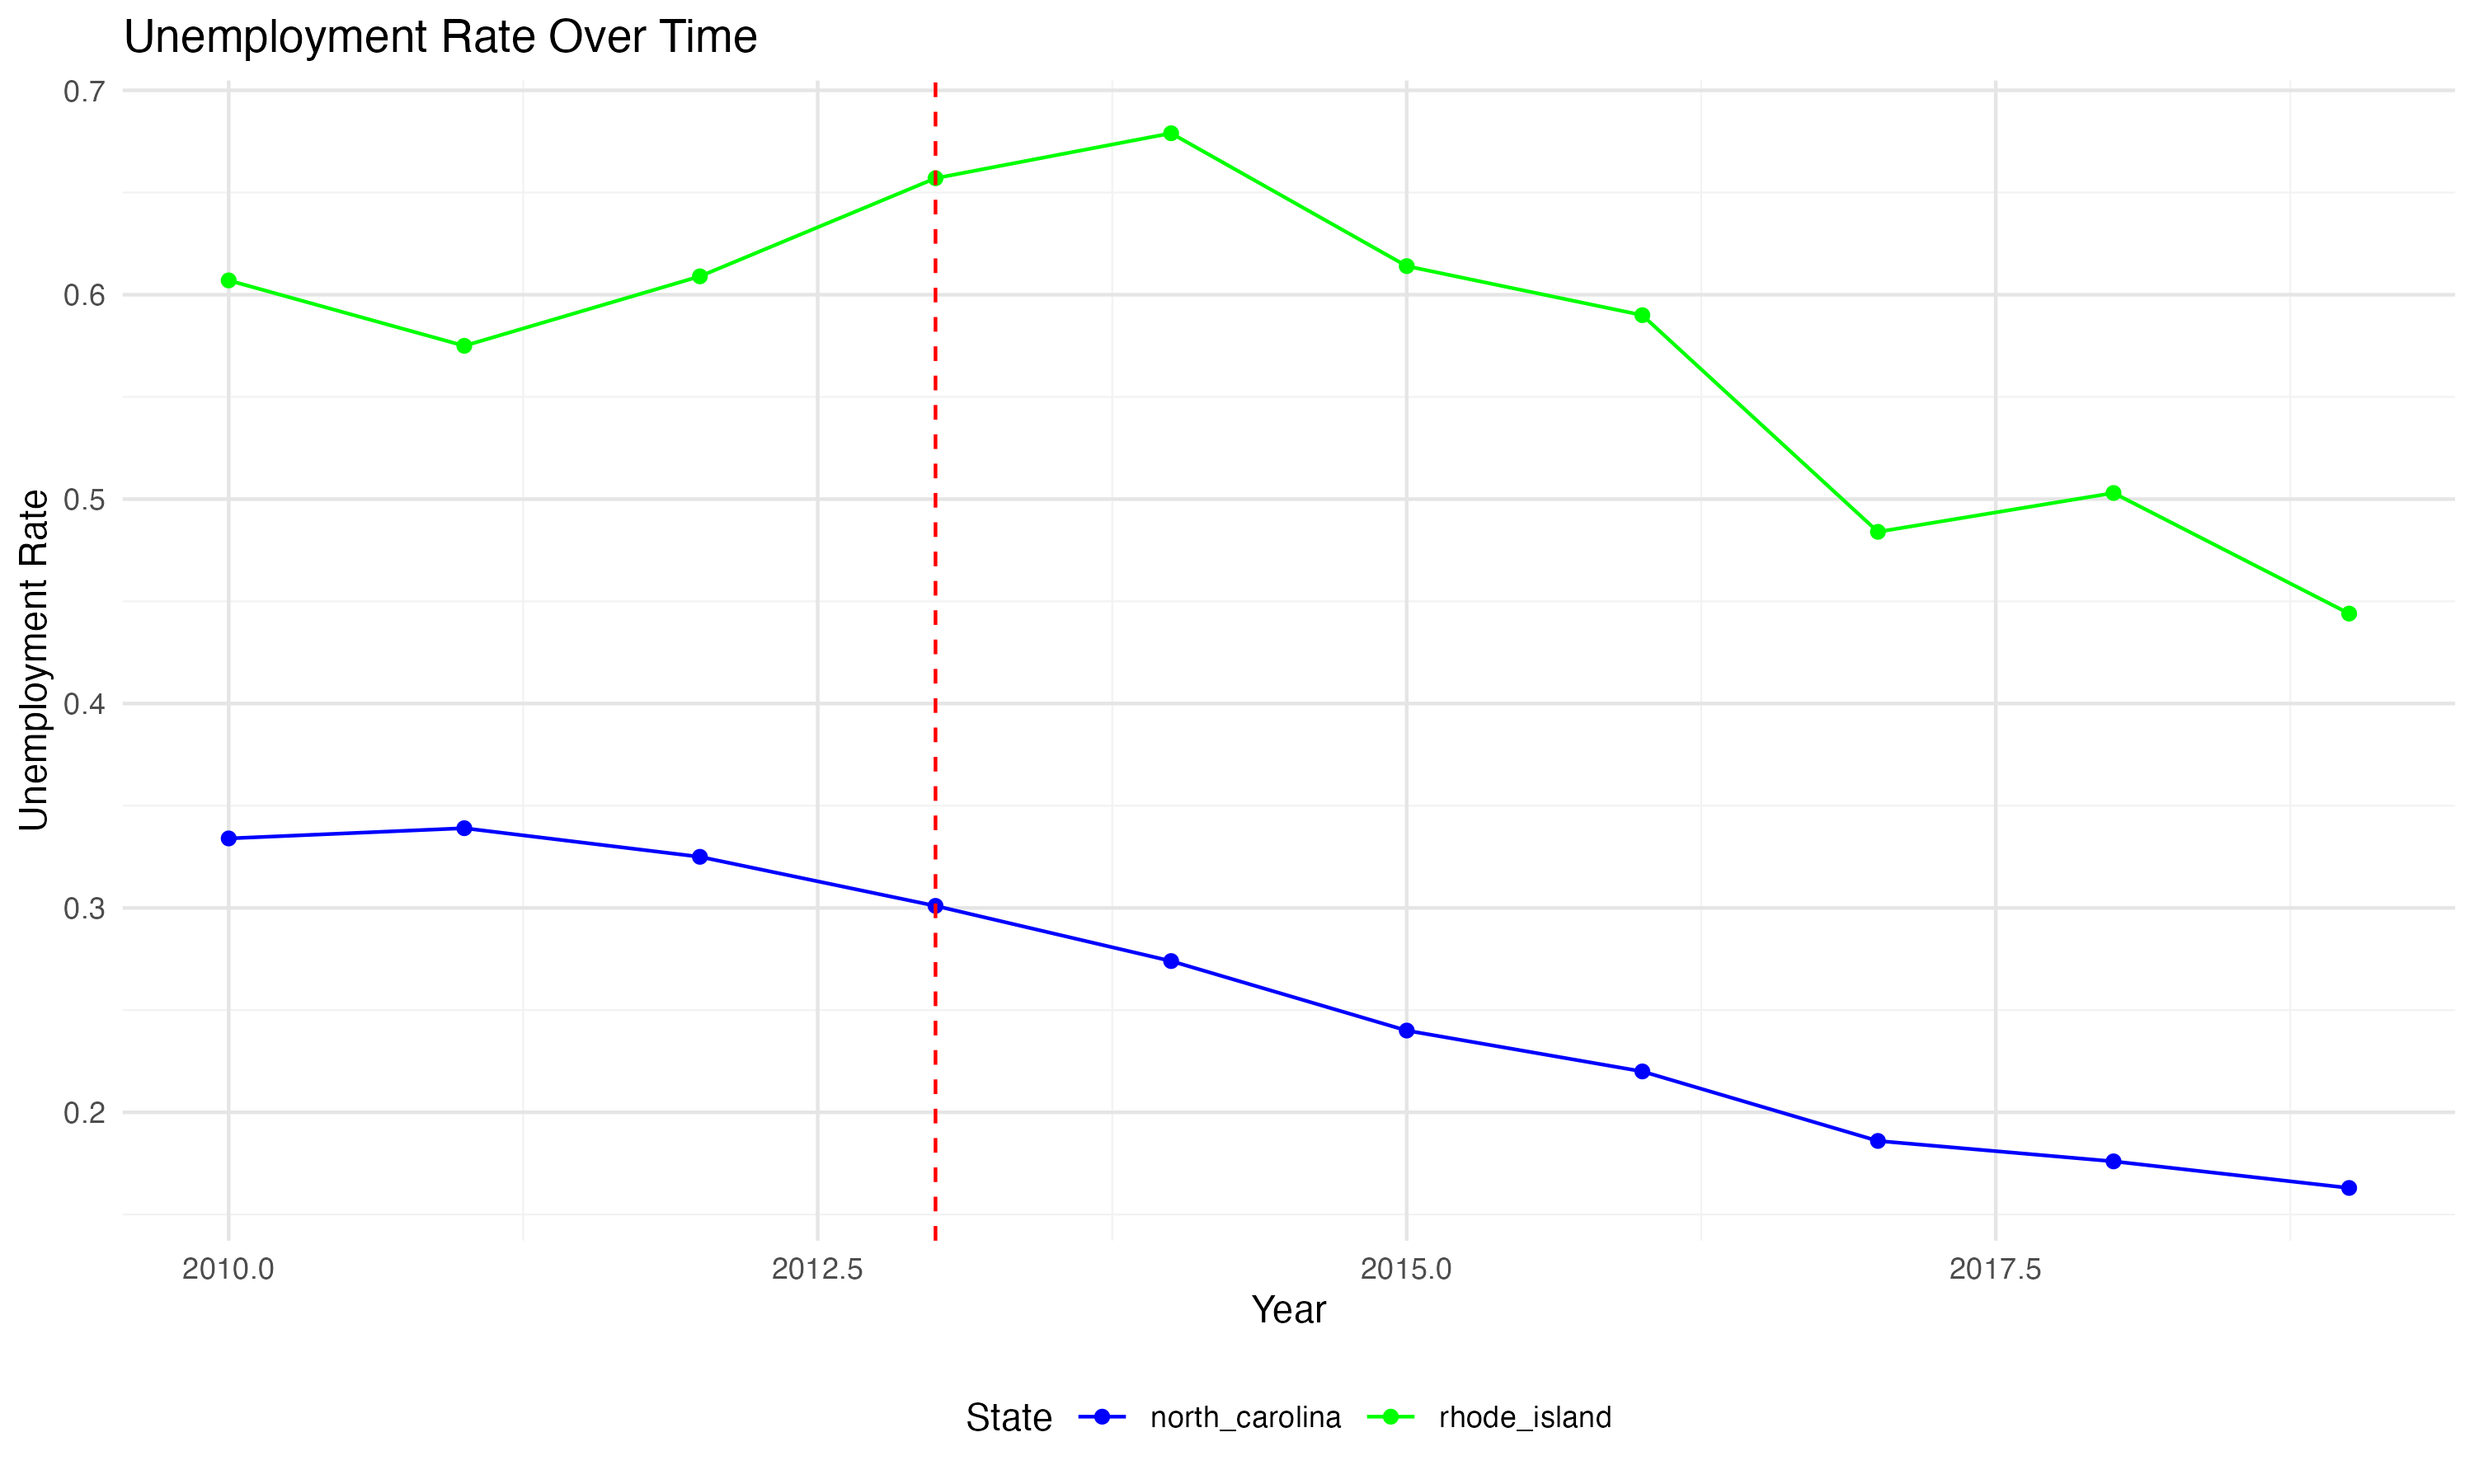 Unemployment Rate Over Time
Unemployment Rate
0.7
0.6
0.5
0.4
0.3
0.2
2010.0 2012.5 2015.0 2017.5
Year
State north_carolina rhode_island